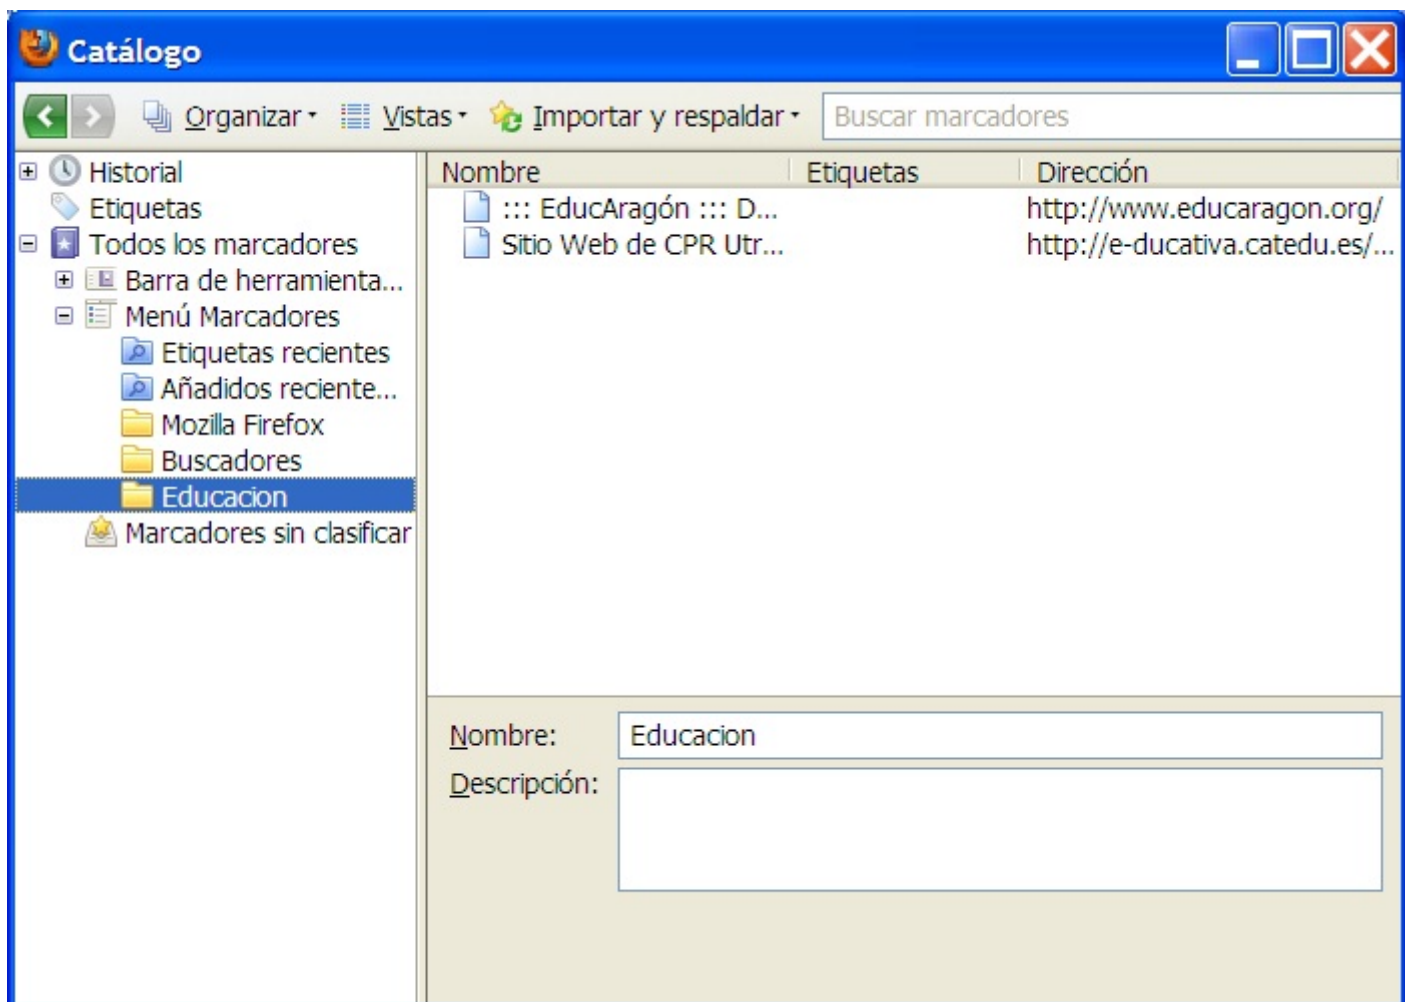 Catálogo
Organizar Vistas Importar y respaldar Buscar marcadores
Historial
Etiquetas
Todos los marcadores
Barra de herramienta...
Menú Marcadores
Etiquetas recientes
Añadidos reciente...
Mozilla Firefox
Buscadores
Educacion
Marcadores sin clasificar
Nombre Etiquetas Dirección
::: EducAragón ::: D... http://www.educaragon.org/
Sitio Web de CPR Utr... http://e-ducativa.catedu.es/...
Nombre: Educacion
Descripción: